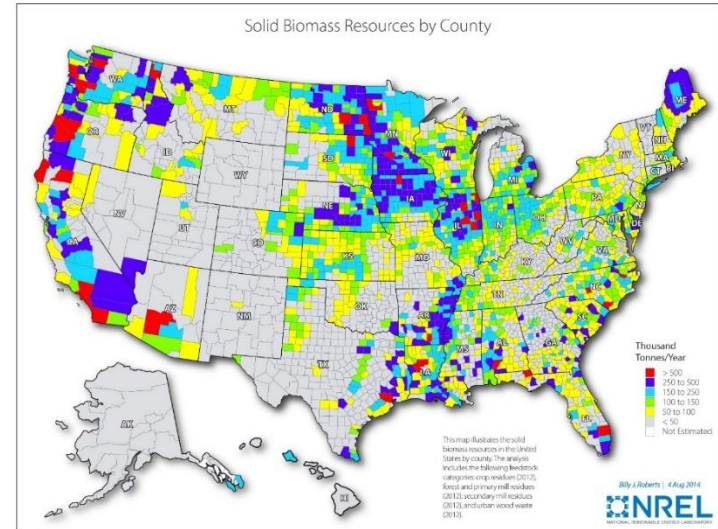 Solid Biomass Resources by County
WA
MT
ND
MN
ME
OR
ID
SD
WI
VT
NH
WY
MI
NY
MA
CT
RI
NV
NE
IA
PA
NJ
UT
IL
IN
OH
MD
DE
CA
CO
KS
MO
WV
VA
KY
AZ
NM
OK
AR
TN
NC
SC
TX
LA
MS
AL
GA
FL
AK
HI
Thousand
Tonnes/Year
> 500
250 to 500
150 to 250
100 to 150
50 to 100
< 50
Not Estimated
This map illustrates the solid
biomass resources in the United
States by county. The analysis
includes the following feedstock
categories: crop residues (2012),
forest and primary mill residues
(2012), secondary mill residues
(2012), and urban wood waste
(2012).
Billy J. Roberts | 4 Aug 2014
NREL
NATIONAL RENEWABLE ENERGY LABORATORY